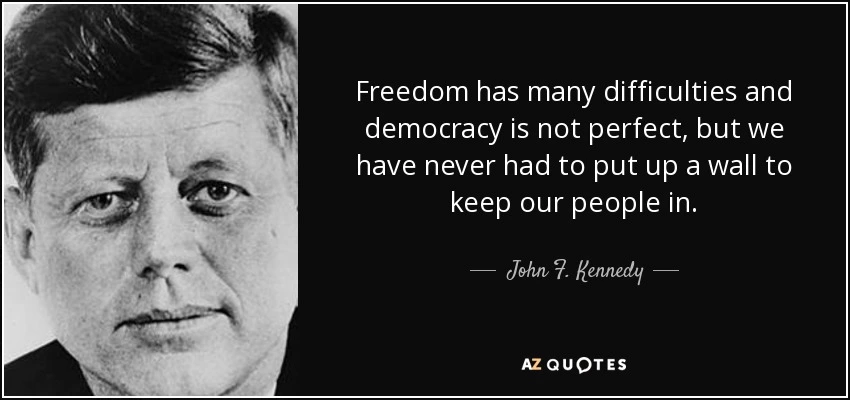 Freedom has many difficulties and
democracy is not perfect, but we
have never had to put up a wall to
keep our people in.
John F. Kennedy
AZ QUOTES